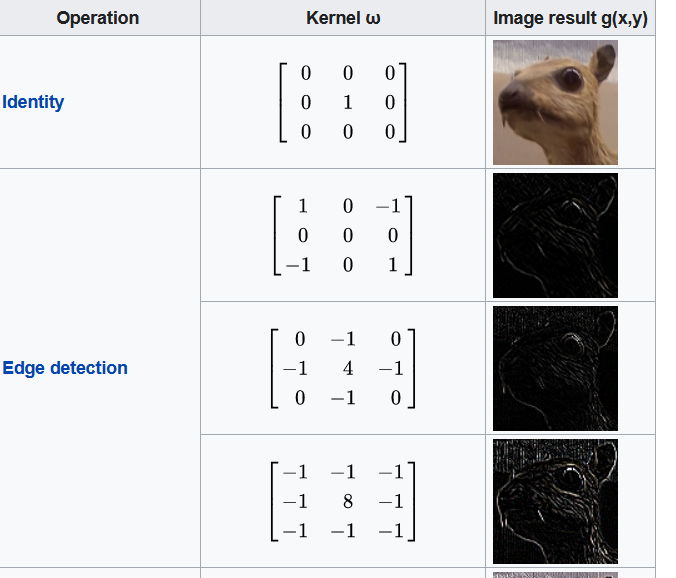 Operation Kernel ω Image result g(x,y)
Identity
0 0 0
0 1 0
0 0 0
Edge detection
1 0 −1
0 0 0
−1 0 1
0 −1 0
−1 4 −1
0 −1 0
−1 −1 −1
−1 8 −1
−1 −1 −1